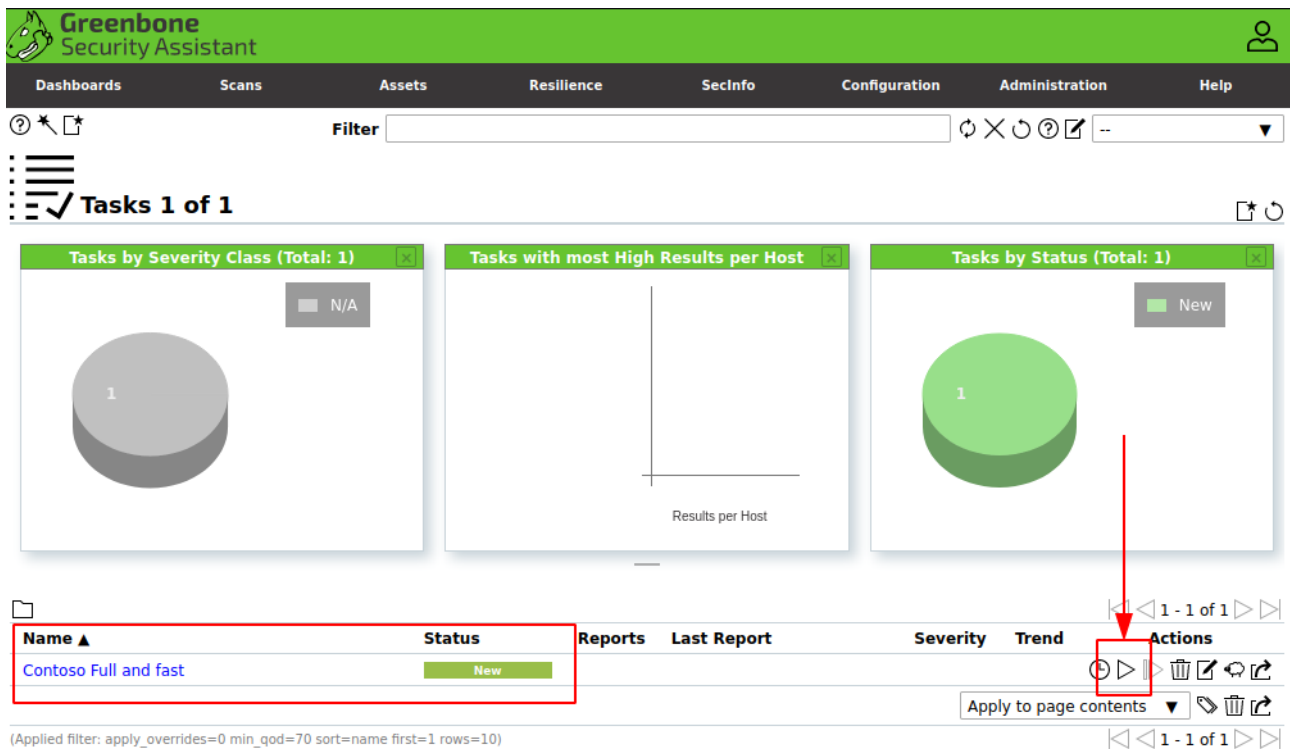 Greenbone
Security Assistant
Dashboards Scans Assets Resilience SecInfo Configuration Administration Help
Filter --
Tasks 1 of 1
Tasks by Severity Class (Total: 1) Tasks with most High Results per Host Tasks by Status (Total: 1)
N/A New
1 1
Results per Host
1 - 1 of 1
Name ▲ Status Reports Last Report Severity Trend Actions
Contoso Full and fast New
Apply to page contents ▼
(Applied filter: apply_overrides=0 min_qod=70 sort=name first=1 rows=10) 1 - 1 of 1